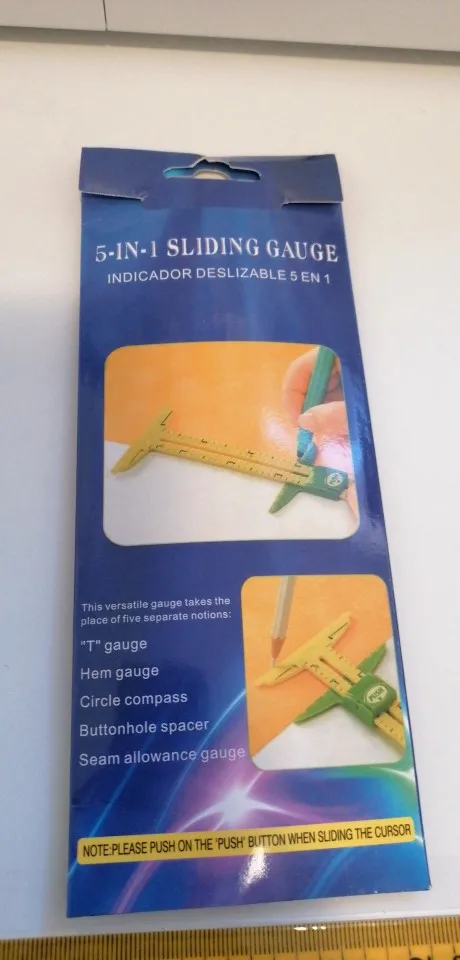 5-IN-1 SLIDING GAUGE
INDICADOR DESLIZABLE 5 EN 1
This versatile gauge takes the
place of five separate notions:
"T" gauge
Hem gauge
Circle compass
Buttonhole spacer
Seam allowance gauge
PUSH
NOTE:PLEASE PUSH ON THE 'PUSH' BUTTON WHEN SLIDING THE CURSOR